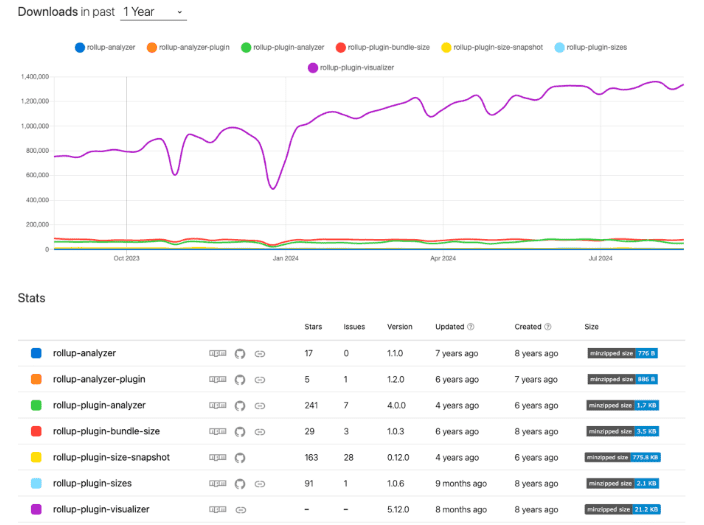 Downloads in past 1 Year
rollup-analyzer rollup-analyzer-plugin rollup-plugin-analyzer rollup-plugin-bundle-size rollup-plugin-size-snapshot rollup-plugin-sizes
rollup-plugin-visualizer
1,400,000
1,200,000
1,000,000
800,000
600,000
400,000
200,000
0
Oct 2023 Jan 2024 Apr 2024 Jul 2024
Stats
Stars Issues Version Updated Created Size
rollup-analyzer npm 17 0 1.1.0 7 years ago 8 years ago minzipped size 776 B
rollup-analyzer-plugin npm 5 1 1.2.0 6 years ago 7 years ago minzipped size 886 B
rollup-plugin-analyzer npm 241 7 4.0.0 4 years ago 6 years ago minzipped size 1.7 KB
rollup-plugin-bundle-size npm 29 3 1.0.3 6 years ago 8 years ago minzipped size 3.5 KB
rollup-plugin-size-snapshot npm 163 28 0.12.0 4 years ago 6 years ago minzipped size 775.8 KB
rollup-plugin-sizes npm 91 1 1.0.6 9 months ago 8 years ago minzipped size 2.1 KB
rollup-plugin-visualizer npm – – 5.12.0 8 months ago 8 years ago minzipped size 21.2 KB